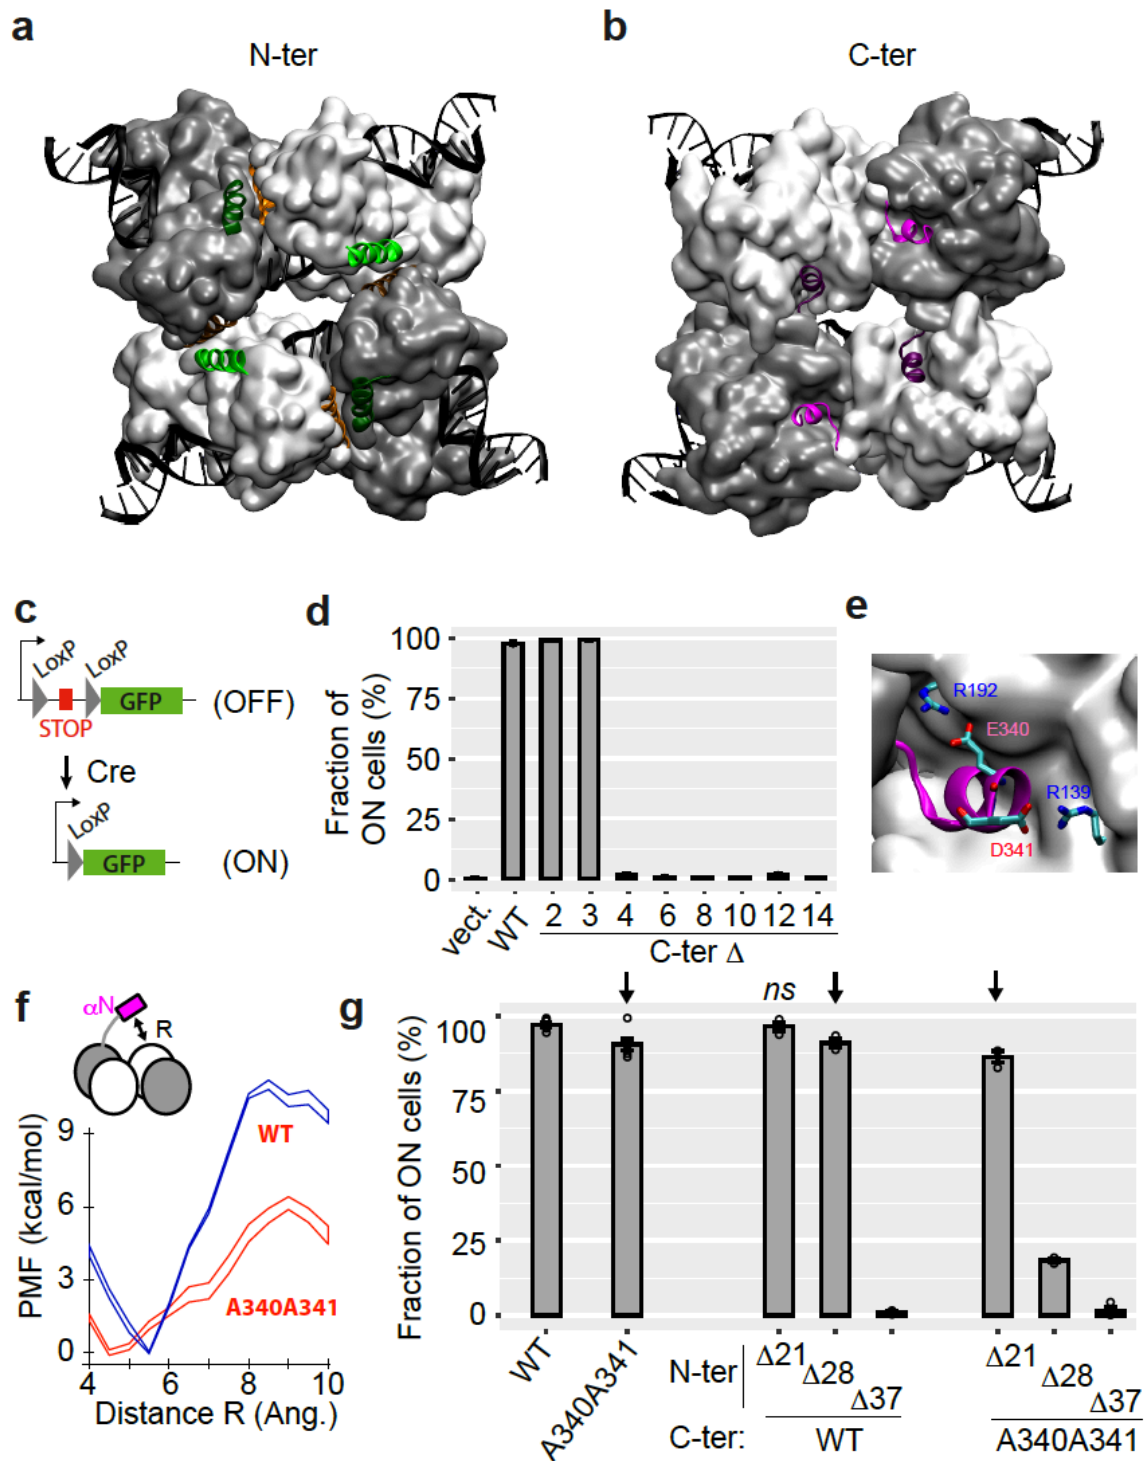 a
N-ter
b
C-ter
c
LoxP
LoxP
GFP
(OFF)
STOP
Cre
LoxP
GFP
(ON)
d
Fraction of
ON cells (%)
100
75
50
25
0
vect.
WT
2
3
4
6
8
10
12
14
C-ter Δ
e
R192
E340
R139
D341
f
αN
R
PMF (kcal/mol)
9
6
3
0
WT
A340A341
4
6
8
10
Distance R (Ang.)
g
ns
Fraction of ON cells (%)
100
75
50
25
0
WT
A340A341
N-ter
Δ21
Δ28
Δ37
Δ21
Δ28
Δ37
C-ter:
WT
A340A341